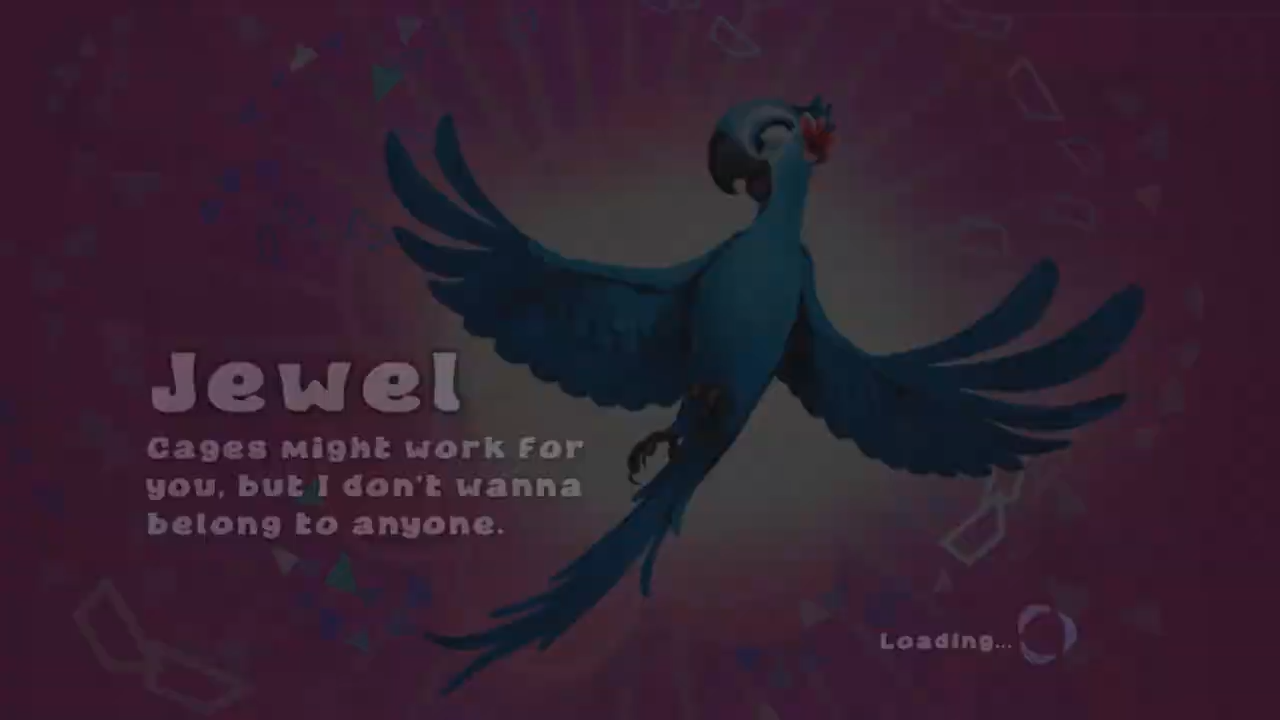 Jewel
Cages might work for
you, but I don't wanna
belong to anyone.
Loading...